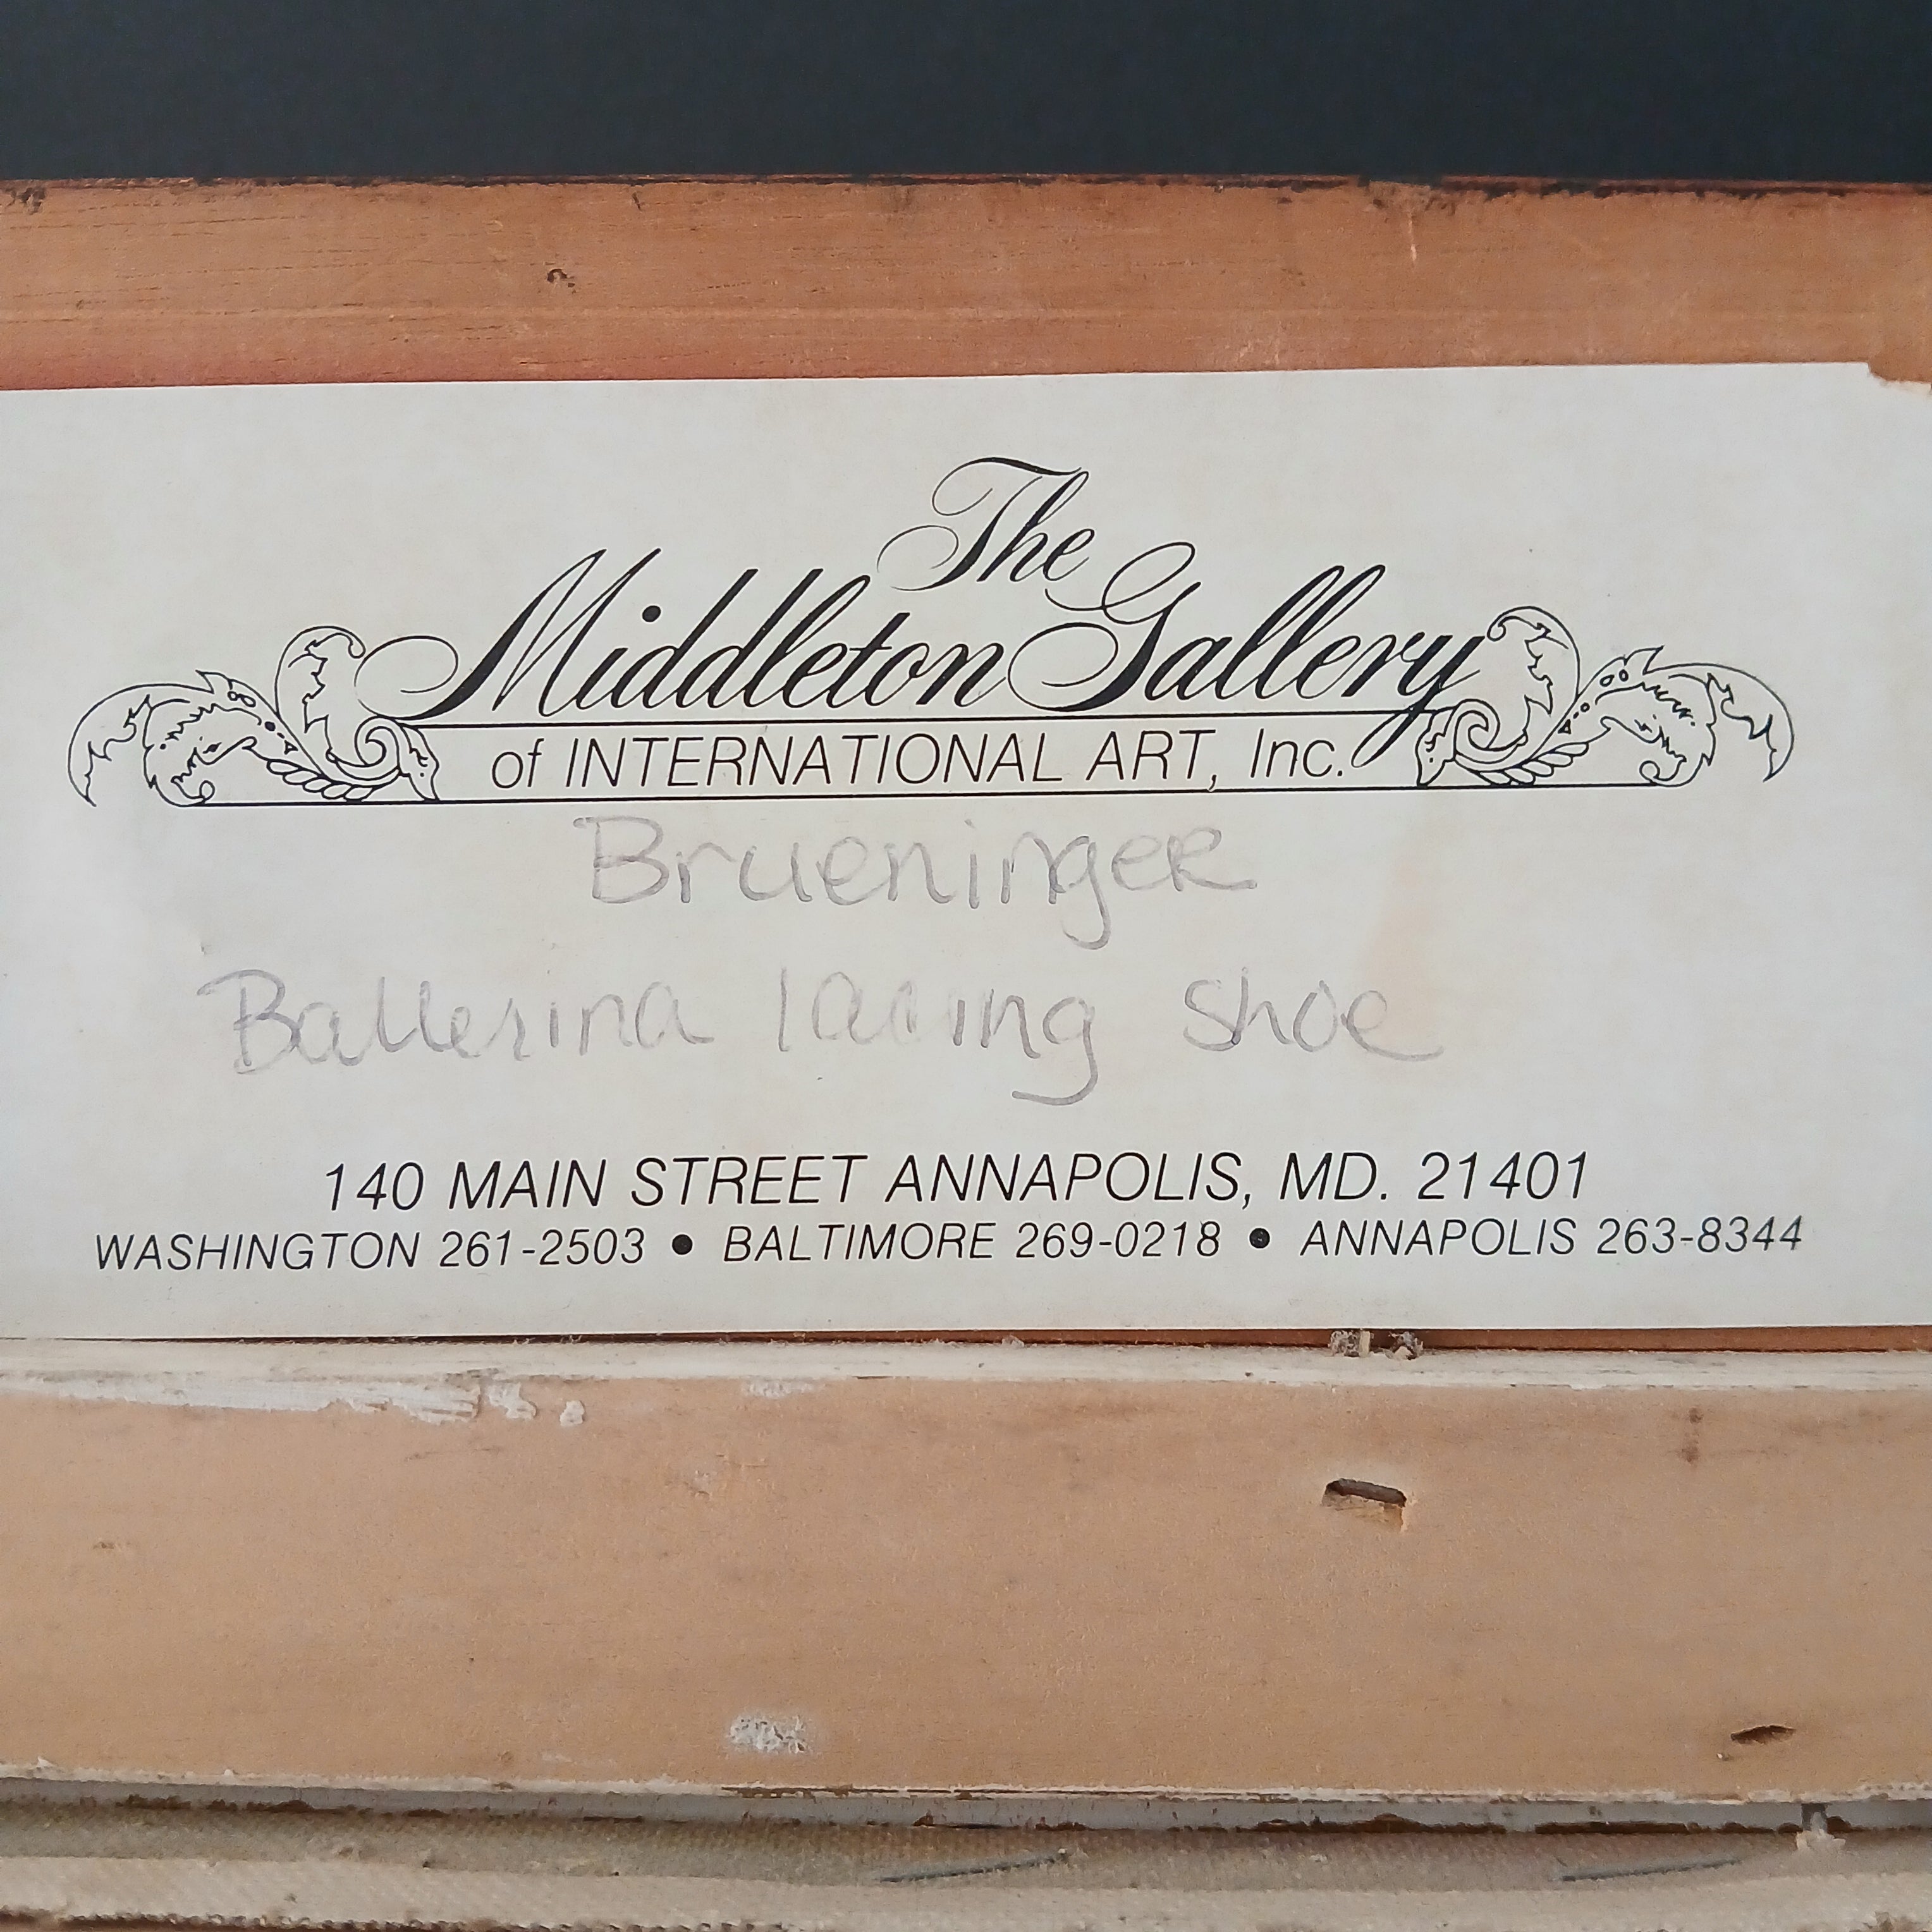 The
Middleton Gallery
of INTERNATIONAL ART, Inc.
Brueninger
Ballerina lacing shoe
140 MAIN STREET ANNAPOLIS, MD. 21401
WASHINGTON 261-2503 • BALTIMORE 269-0218 • ANNAPOLIS 263-8344